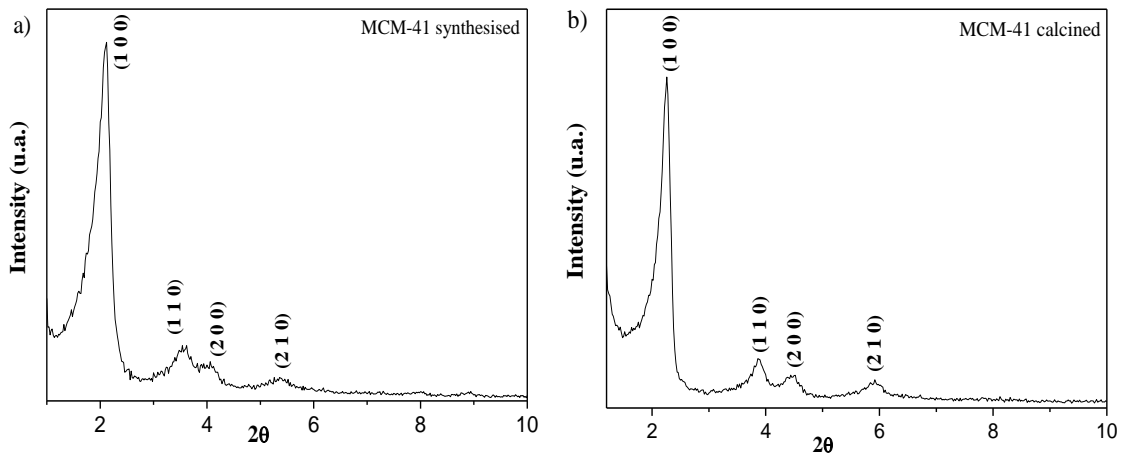 a)
MCM-41 synthesised
(1 0 0)
(1 1 0)
(2 0 0)
(2 1 0)
Intensity (u.a.)
2 4 6 8 10
2θ
b)
MCM-41 calcined
(1 0 0)
(1 1 0)
(2 0 0)
(2 1 0)
Intensity (u.a.)
2 4 6 8 10
2θ